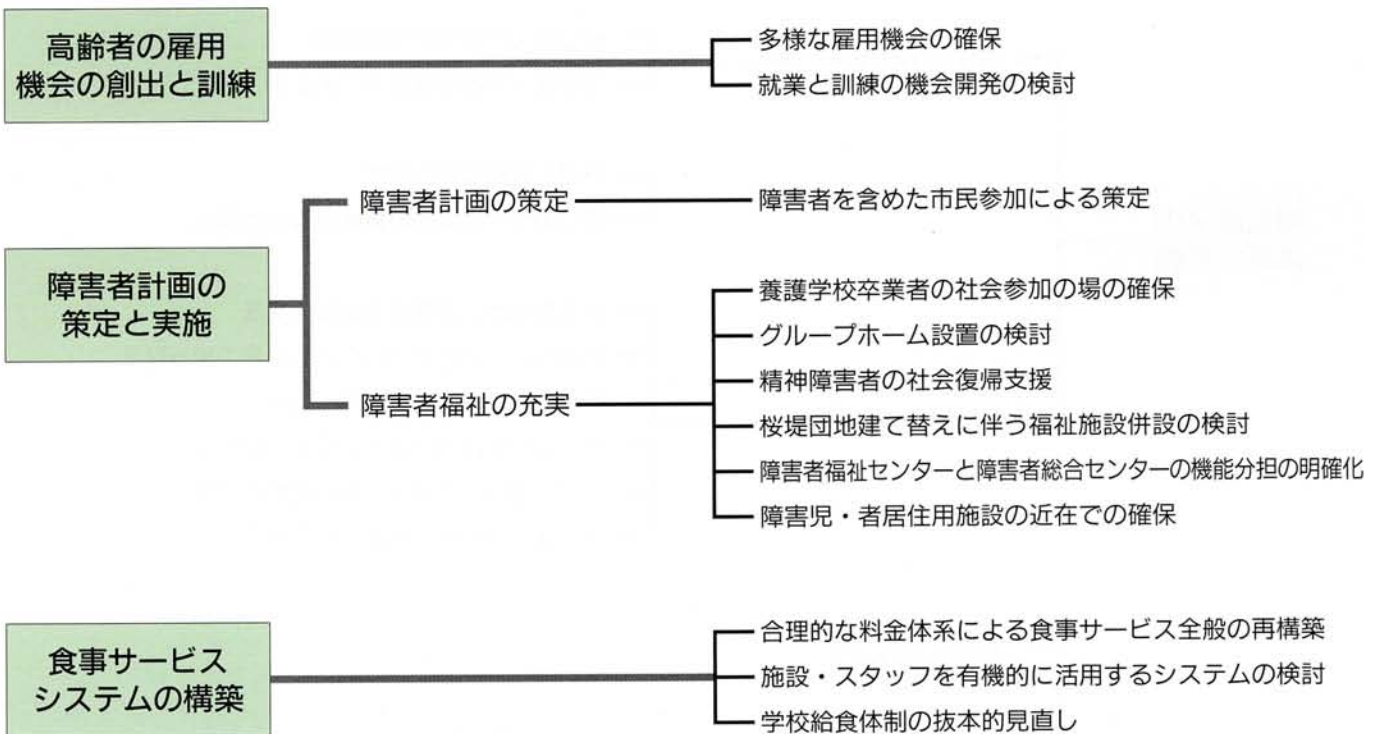 高齢者の雇用
機会の創出と訓練
多様な雇用機会の確保
就業と訓練の機会開発の検討
障害者計画の
策定と実施
障害者計画の策定
障害者を含めた市民参加による策定
障害者福祉の充実
養護学校卒業者の社会参加の場の確保
グループホーム設置の検討
精神障害者の社会復帰支援
桜堤団地建て替えに伴う福祉施設併設の検討
障害者福祉センターと障害者総合センターの機能分担の明確化
障害児・者居住用施設の近在での確保
食事サービス
システムの構築
合理的な料金体系による食事サービス全般の再構築
施設・スタッフを有機的に活用するシステムの検討
学校給食体制の抜本的見直し